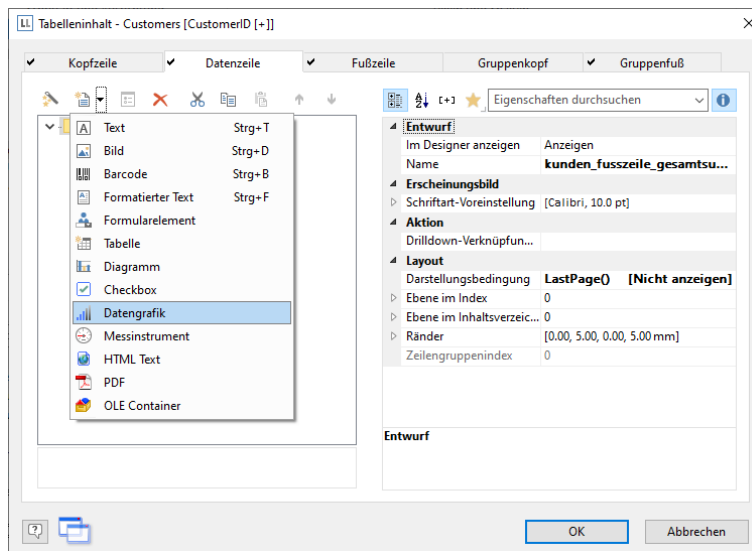 LL Tabelleninhalt - Customers [CustomerID [+]]
Kopfzeile Datenzeile Fußzeile Gruppenkopf Gruppenfuß
Eigenschaften durchsuchen
Text Strg+T
Bild Strg+D
Barcode Strg+B
Formatierter Text Strg+F
Formularelement
Tabelle
Diagramm
Checkbox
Datengrafik
Messinstrument
HTML Text
PDF
OLE Container
Entwurf
Im Designer anzeigen Anzeigen
Name kunden_fusszeile_gesamtsu...
Erscheinungsbild
Schriftart-Voreinstellung [Calibri, 10.0 pt]
Aktion
Drilldown-Verknüpfun...
Layout
Darstellungsbedingung LastPage() [Nicht anzeigen]
Ebene im Index 0
Ebene im Inhaltsverzeic... 0
Ränder [0.00, 5.00, 0.00, 5.00 mm]
Zeilengruppenindex 0
Entwurf
OK Abbrechen